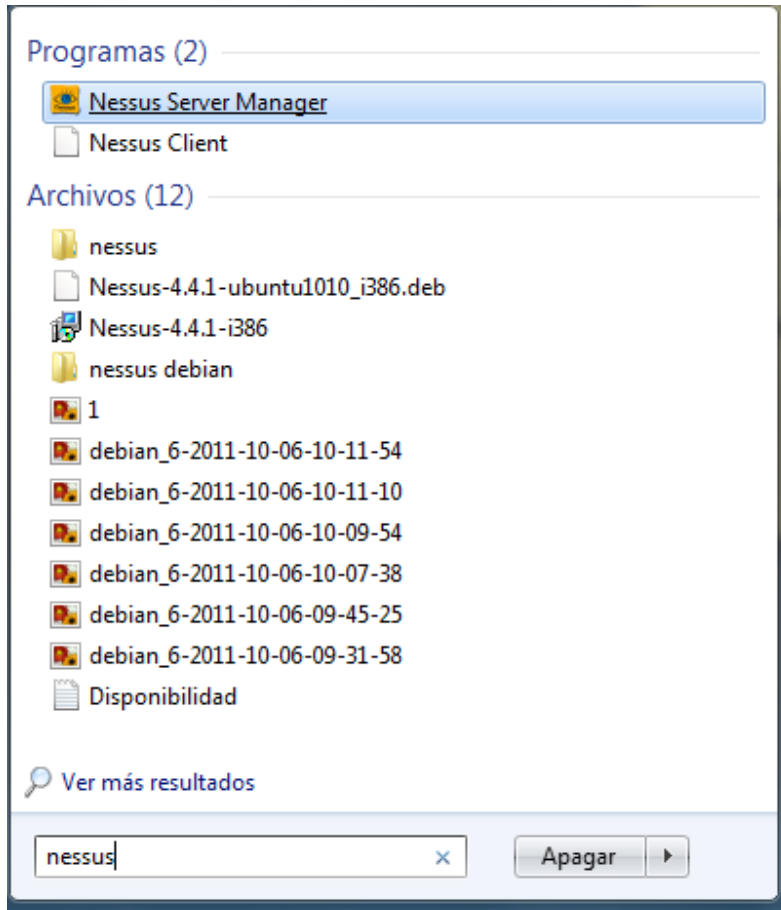 Programas (2)
Nessus Server Manager
Nessus Client
Archivos (12)
nessus
Nessus-4.4.1-ubuntu1010_i386.deb
Nessus-4.4.1-i386
nessus debian
1
debian_6-2011-10-06-10-11-54
debian_6-2011-10-06-10-11-10
debian_6-2011-10-06-10-09-54
debian_6-2011-10-06-10-07-38
debian_6-2011-10-06-09-45-25
debian_6-2011-10-06-09-31-58
Disponibilidad
Ver más resultados
nessus Apagar